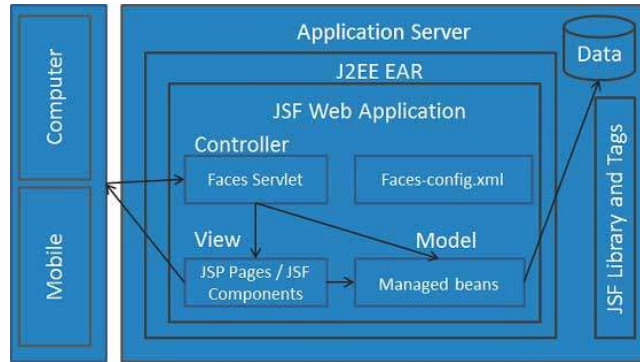 Computer
Mobile
Application Server
J2EE EAR
JSF Web Application
Controller
Faces Servlet
Faces-config.xml
View
Model
JSP Pages / JSF
Components
Managed beans
Data
JSF Library and Tags